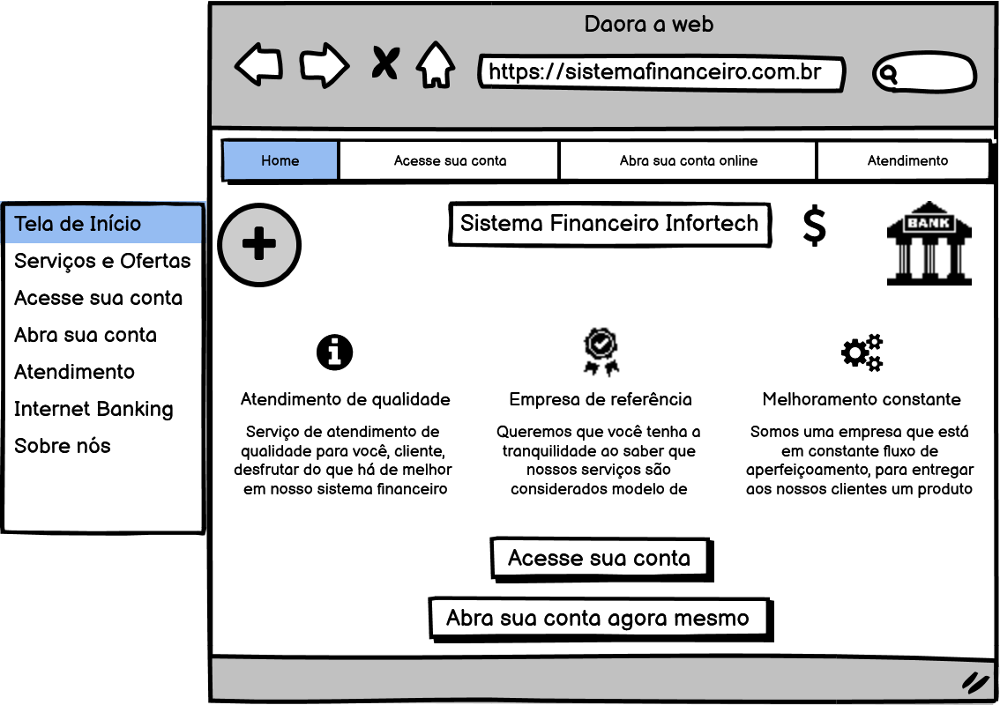 Daora a web
https://sistemafinanceiro.com.br
Home
Acesse sua conta
Abra sua conta online
Atendimento
Tela de Início
Serviços e Ofertas
Acesse sua conta
Abra sua conta
Atendimento
Internet Banking
Sobre nós
Sistema Financeiro Infortech
$
BANK
Atendimento de qualidade
Serviço de atendimento de
qualidade para você, cliente,
desfrutar do que há de melhor
em nosso sistema financeiro
Empresa de referência
Queremos que você tenha a
tranquilidade ao saber que
nossos serviços são
considerados modelo de
Melhoramento constante
Somos uma empresa que está
em constante fluxo de
aperfeiçoamento, para entregar
aos nossos clientes um produto
Acesse sua conta
Abra sua conta agora mesmo